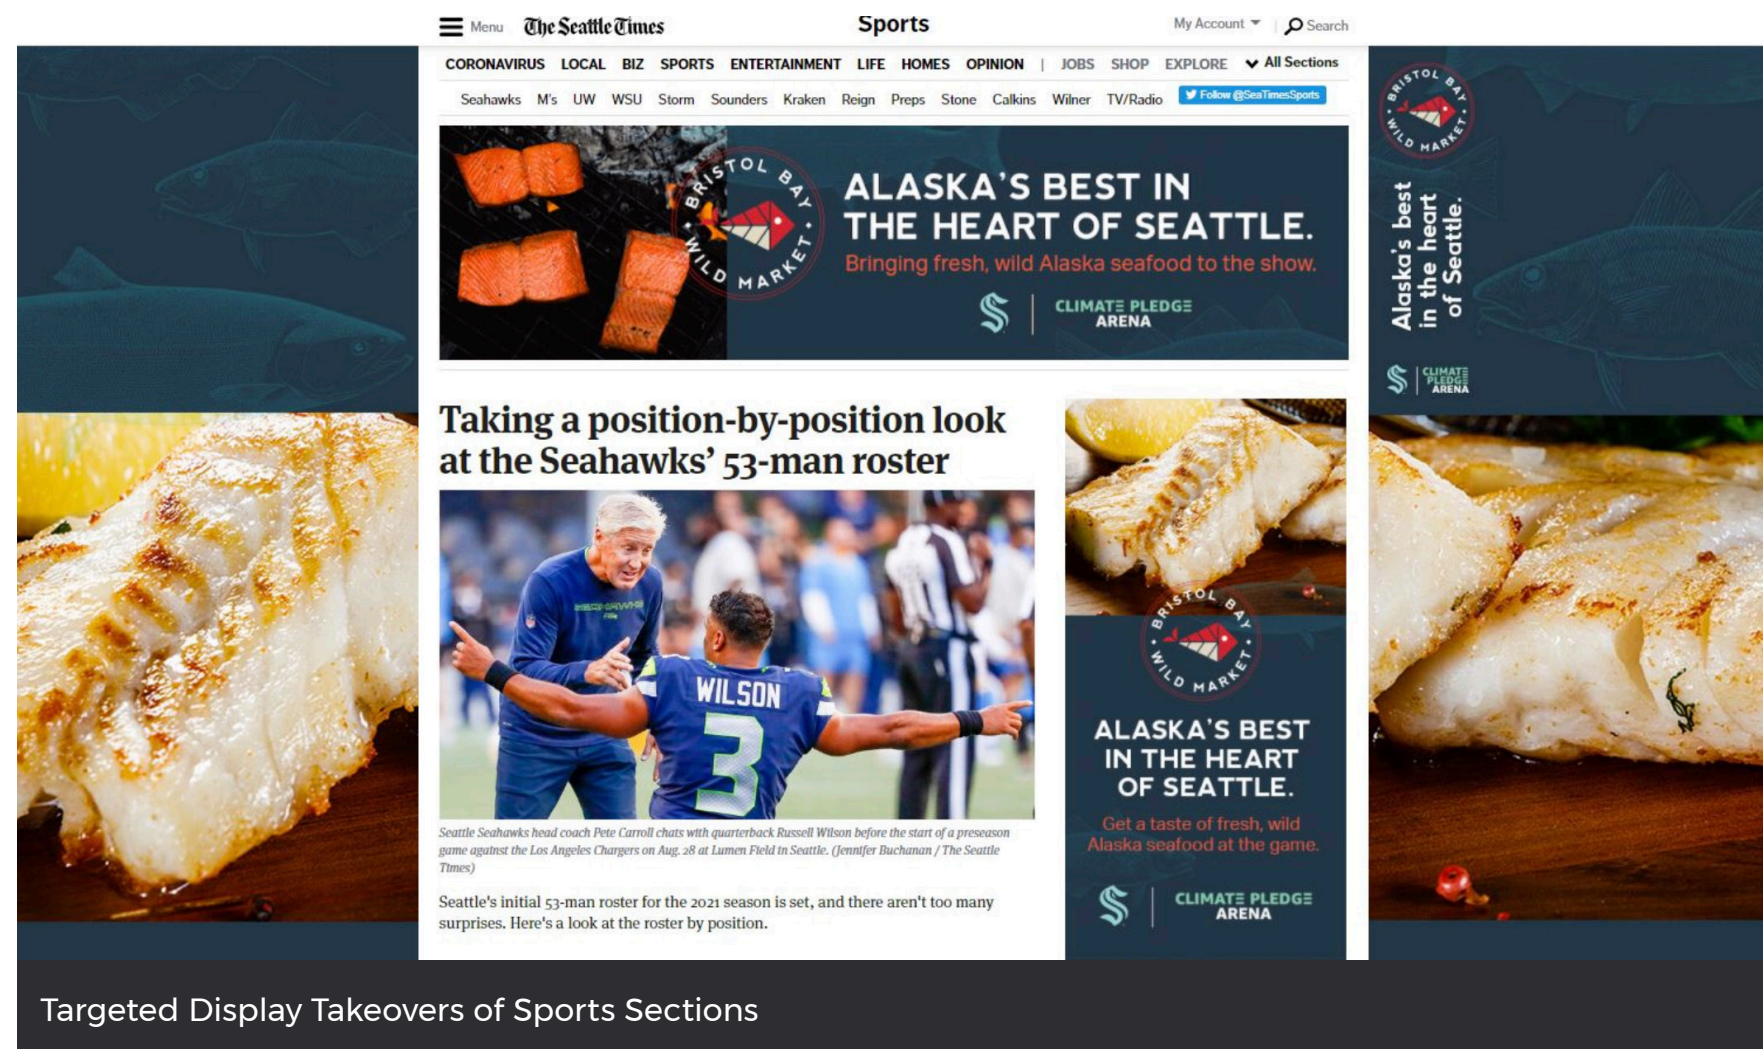 Menu The Seattle Times Sports My Account Search
CORONAVIRUS LOCAL BIZ SPORTS ENTERTAINMENT LIFE HOMES OPINION | JOBS SHOP EXPLORE All Sections
Seahawks M's UW WSU Storm Sounders Kraken Reign Preps Stone Calkins Wilner TV/Radio Follow @SeaTimesSports
BRISTOL BAY
WILD MARKET
ALASKA'S BEST IN
THE HEART OF SEATTLE.
Bringing fresh, wild Alaska seafood to the show.
CLIMATE PLEDGE
ARENA
BRISTOL BAY
WILD MARKET
Alaska's best
in the heart
of Seattle.
CLIMATE
PLEDGE
ARENA
Taking a position-by-position look
at the Seahawks' 53-man roster
SEAHAWKS
WILSON
3
Seattle Seahawks head coach Pete Carroll chats with quarterback Russell Wilson before the start of a preseason
game against the Los Angeles Chargers on Aug. 28 at Lumen Field in Seattle. (Jennifer Buchanan / The Seattle
Times)
Seattle's initial 53-man roster for the 2021 season is set, and there aren't too many
surprises. Here's a look at the roster by position.
BRISTOL BAY
WILD MARKET
ALASKA'S BEST
IN THE HEART
OF SEATTLE.
Get a taste of fresh, wild
Alaska seafood at the game.
CLIMATE PLEDGE
ARENA
Targeted Display Takeovers of Sports Sections